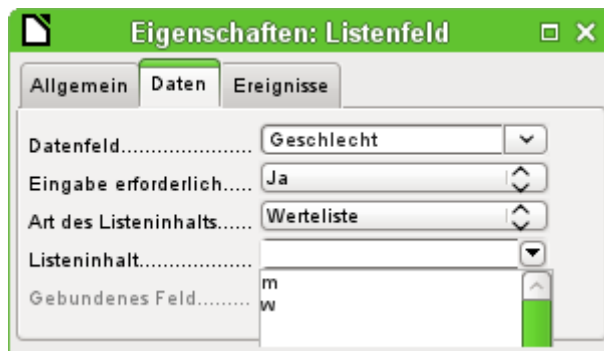 Eigenschaften: Listenfeld
Allgemein Daten Ereignisse
Datenfeld...................... Geschlecht
Eingabe erforderlich..... Ja
Art des Listeninhalts...... Werteliste
Listeninhalt...................
m
Gebundenes Feld.........
w